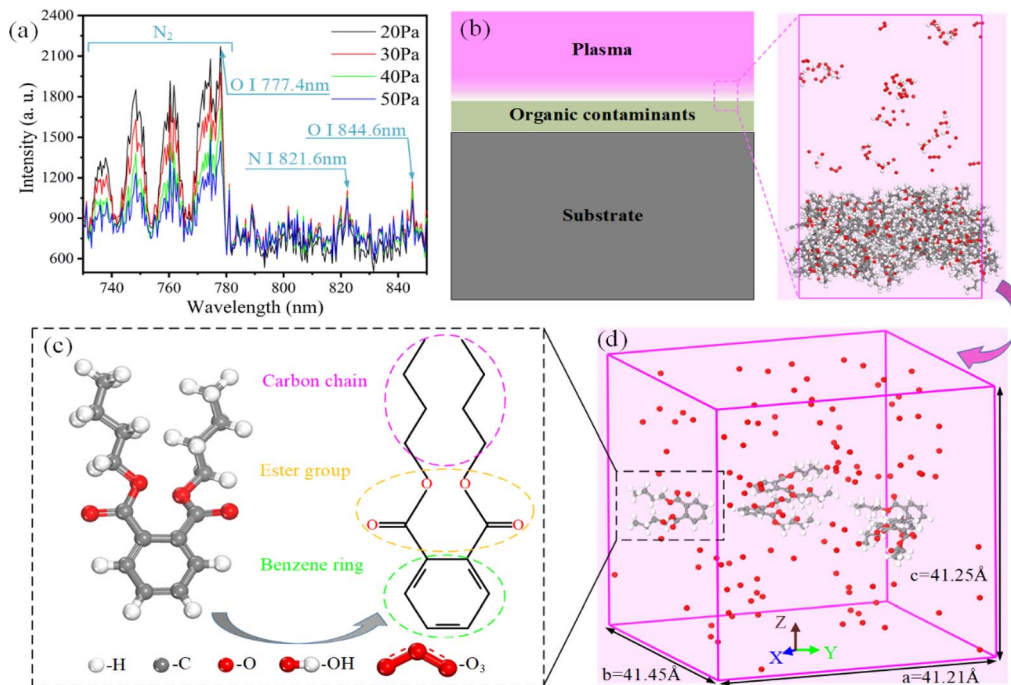 (a)
2400
2100
1800
1500
1200
900
600
Intensity (a. u.)
N₂
20Pa
30Pa
40Pa
50Pa
O I 777.4nm
O I 844.6nm
N I 821.6nm
740
760
780
800
820
840
Wavelength (nm)
(b)
Plasma
Organic contaminants
Substrate
(c)
Carbon chain
Ester group
Benzene ring
O
O
O
O
-H
-C
-O
-OH
-O₃
(d)
c=41.25Å
Z
X
Y
b=41.45Å
a=41.21Å